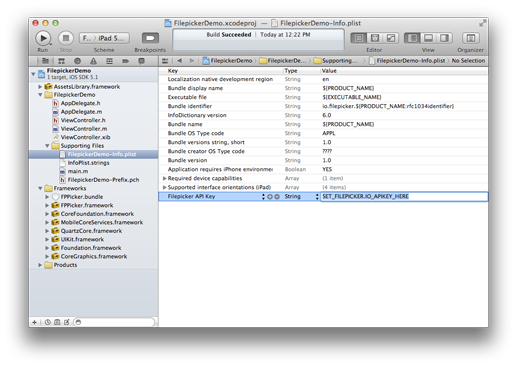 FilepickerDemo.xcodeproj — FilepickerDemo-Info.plist
Run Stop Scheme Breakpoints
F... iPad 5...
Build Succeeded | Today at 12:22 PM
Editor View Organizer
FilepickerDemo FilepickerDe... Supporting... FilepickerDemo-Info.plist No Selection
FilepickerDemo
1 target, iOS SDK 5.1
AssetsLibrary.framework
FilepickerDemo
AppDelegate.h
AppDelegate.m
ViewController.h
ViewController.m
ViewController.xib
Supporting Files
FilepickerDemo-Info.plist
InfoPlist.strings
main.m
FilepickerDemo-Prefix.pch
Frameworks
FPPicker.bundle
FPPicker.framework
CoreFoundation.framework
MobileCoreServices.framework
QuartzCore.framework
UIKit.framework
Foundation.framework
CoreGraphics.framework
Products
Key Type Value
Localization native development region String en
Bundle display name String ${PRODUCT_NAME}
Executable file String ${EXECUTABLE_NAME}
Bundle identifier String io.filepicker.${PRODUCT_NAME:rfc1034identifier}
InfoDictionary version String 6.0
Bundle name String ${PRODUCT_NAME}
Bundle OS Type code String APPL
Bundle versions string, short String 1.0
Bundle creator OS Type code String ????
Bundle version String 1.0
Application requires iPhone environmen Boolean YES
Required device capabilities Array (1 item)
Supported interface orientations (iPad) Array (4 items)
Filepicker API Key String SET_FILEPICKER.IO_APIKEY_HERE